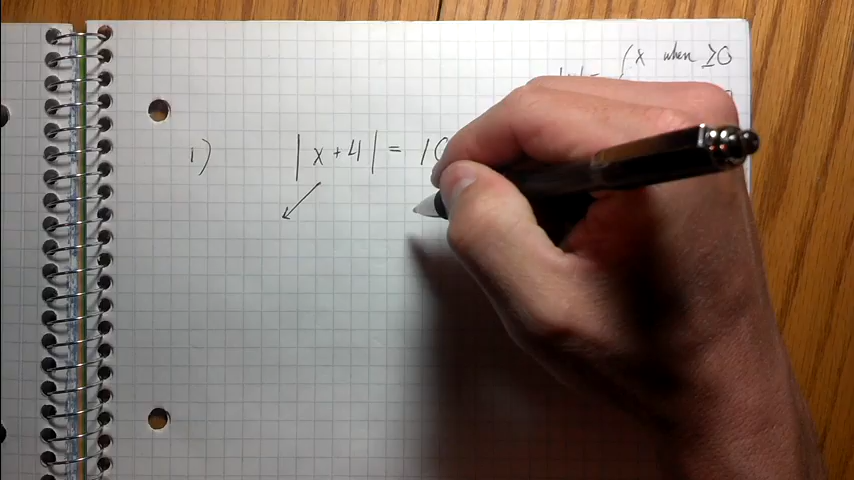 x when ≥0
1) |x+4| = 10